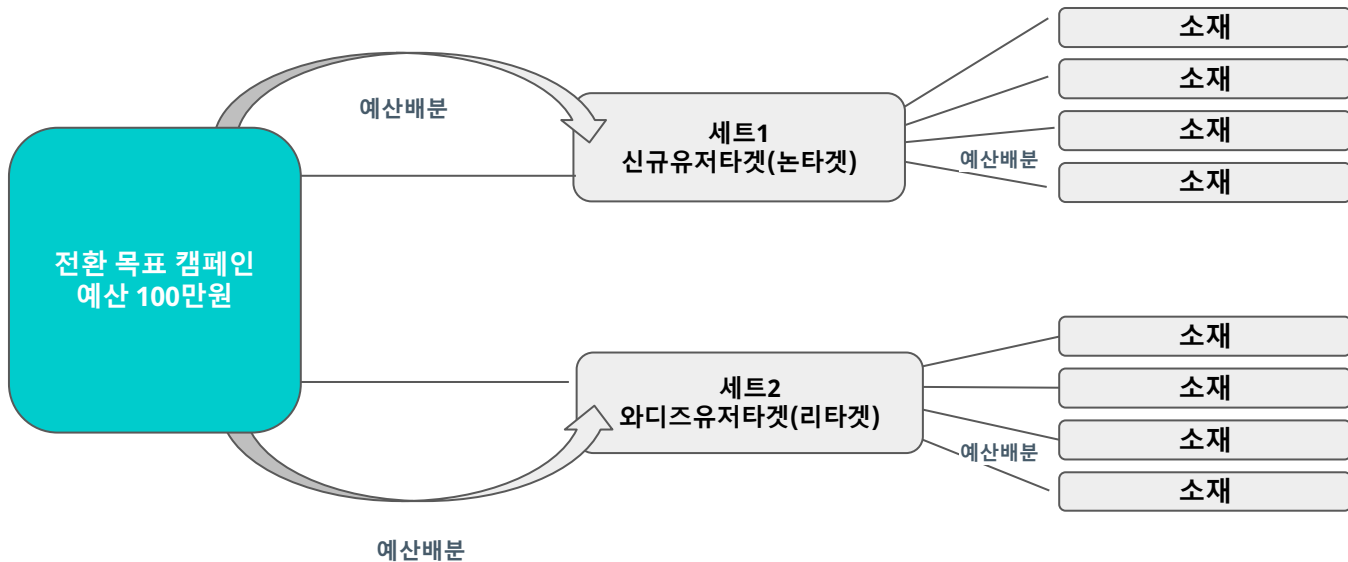 소재
소재
소재
소재
예산배분
세트1
신규유저타겟(논타겟)
예산배분
전환 목표 캠페인
예산 100만원
소재
소재
소재
소재
세트2
와디즈유저타겟(리타겟)
예산배분
예산배분